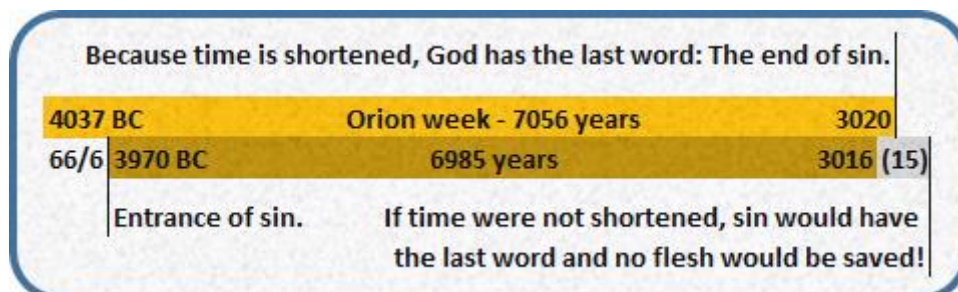 Because time is shortened, God has the last word: The end of sin.
4037 BC Orion week - 7056 years 3020
66/6 3970 BC 6985 years 3016 (15)
Entrance of sin. If time were not shortened, sin would have
the last word and no flesh would be saved!